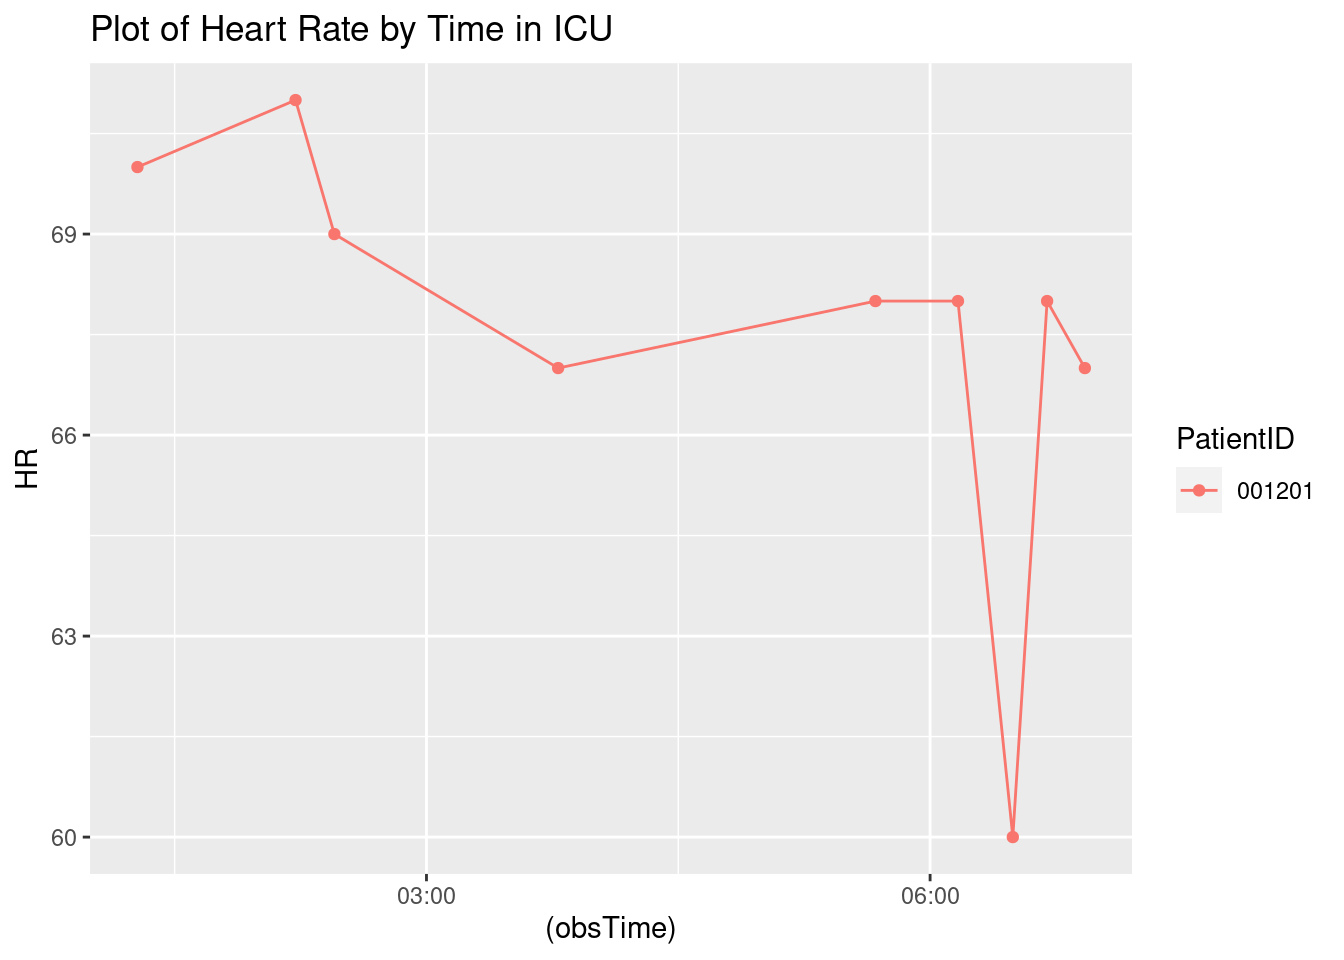 Plot of Heart Rate by Time in ICU
69
66
63
60
HR
03:00
06:00
(obsTime)
PatientID
001201